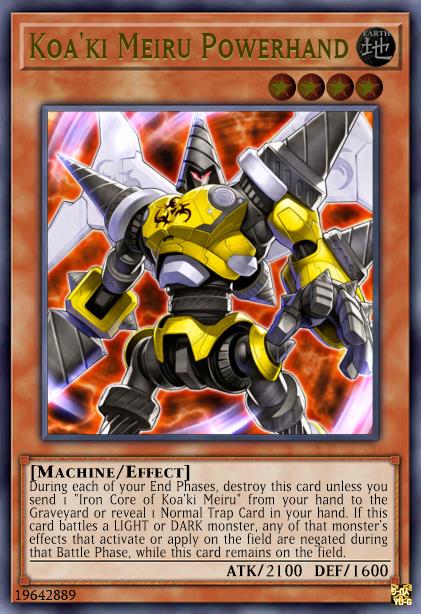 Koa'ki Meiru Powerhand
EARTH
地
[Machine/Effect]
During each of your End Phases, destroy this card unless you
send 1 "Iron Core of Koa'ki Meiru" from your hand to the
Graveyard or reveal 1 Normal Trap Card in your hand. If this
card battles a LIGHT or DARK monster, any of that monster's
effects that activate or apply on the field are negated during
that Battle Phase, while this card remains on the field.
ATK/2100 DEF/1600
19642889